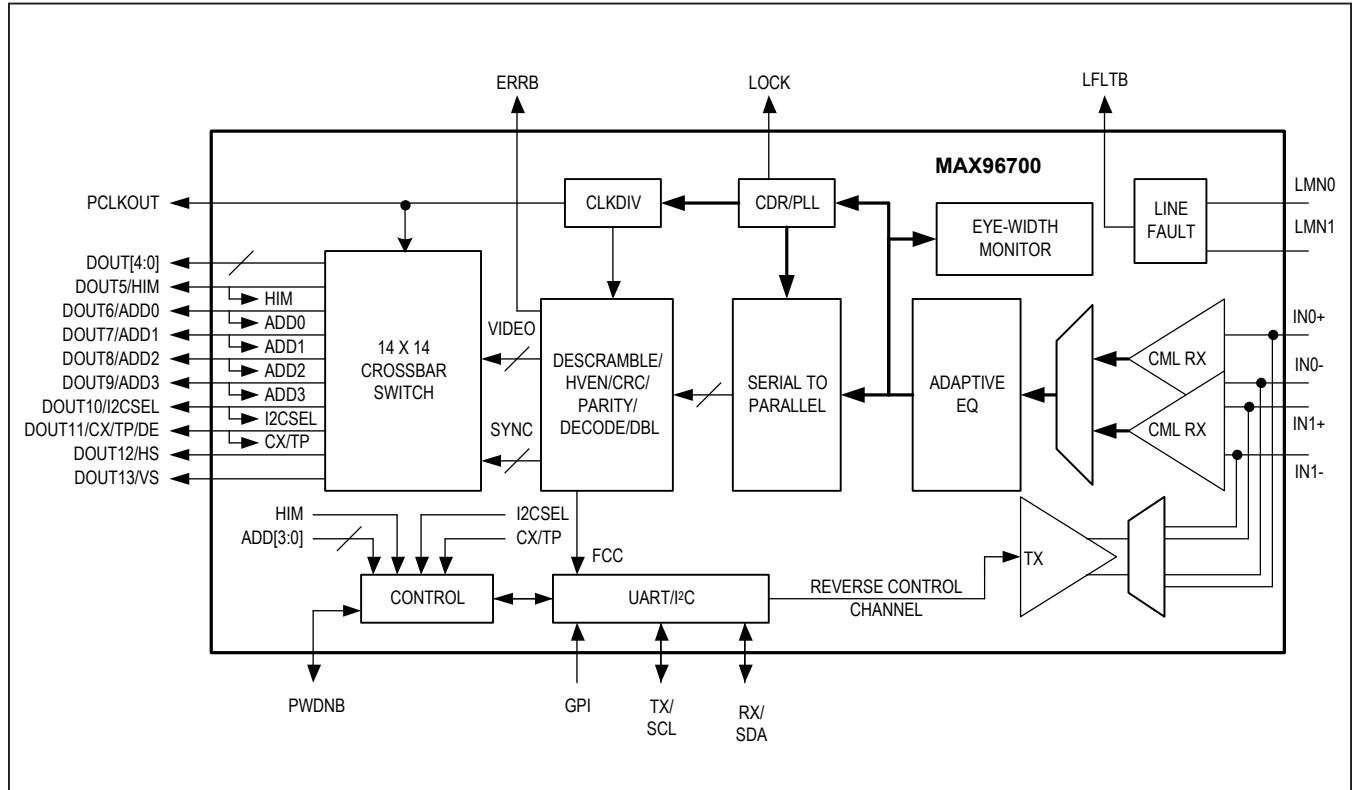 ERRB
LOCK
LFLTB
MAX96700
PCLKOUT
CLKDIV
CDR/PLL
EYE-WIDTH
MONITOR
LINE
FAULT
LMN0
LMN1
DOUT[4:0]
DOUT5/HIM
HIM
DOUT6/ADD0
ADD0
DOUT7/ADD1
ADD1
DOUT8/ADD2
ADD2
DOUT9/ADD3
ADD3
DOUT10/I2CSEL
I2CSEL
DOUT11/CX/TP/DE
CX/TP
DOUT12/HS
DOUT13/VS
14 X 14
CROSSBAR
SWITCH
VIDEO
SYNC
DESCRAMBLE/
HVEN/CRC/
PARITY/
DECODE/DBL
SERIAL TO
PARALLEL
ADAPTIVE
EQ
CML RX
CML RX
IN0+
IN0-
IN1+
IN1-
HIM
ADD[3:0]
I2CSEL
CX/TP
FCC
CONTROL
UART/I²C
REVERSE CONTROL
CHANNEL
TX
PWDNB
GPI
TX/
SCL
RX/
SDA